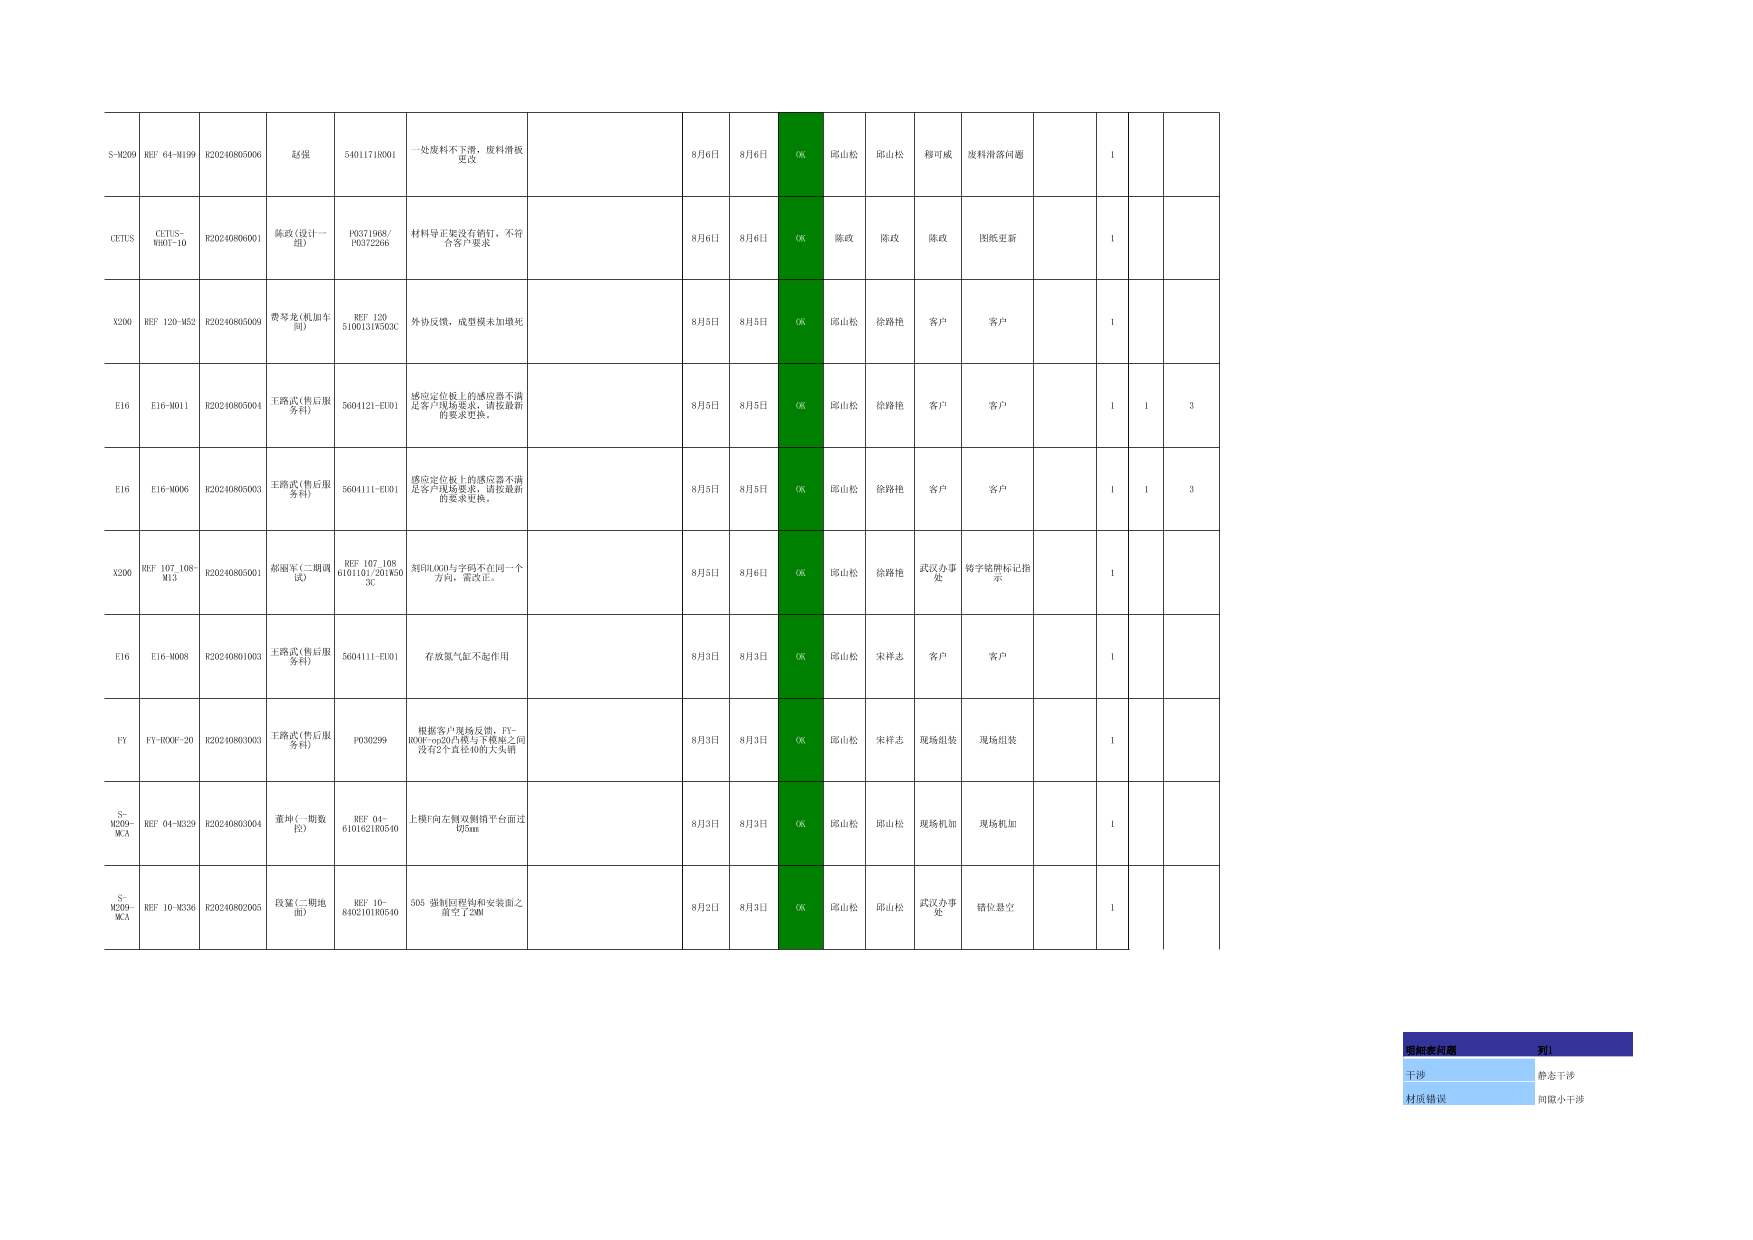 S-M209 REF 64-M199 R20240805006 赵强 5401171R001 一处废料不下滑，废料滑板
更改 8月6日 8月6日 OK 邱山松 邱山松 穆可威 废料滑落问题 1
CETUS CETUS-
WHOT-10 R20240806001 陈政(设计一
组) P0371968/
P0372266 材料导正架没有销钉，不符
合客户要求 8月6日 8月6日 OK 陈政 陈政 陈政 图纸更新 1
X200 REF 120-M52 R20240805009 费琴龙(机加车
间) REF 120
5100131W503C 外协反馈，成型模未加墩死 8月5日 8月5日 OK 邱山松 徐路艳 客户 客户 1
E16 E16-M011 R20240805004 王路武(售后服
务科) 5604121-EU01 感应定位板上的感应器不满
足客户现场要求，请按最新
的要求更换。 8月5日 8月5日 OK 邱山松 徐路艳 客户 客户 1 1 3
E16 E16-M006 R20240805003 王路武(售后服
务科) 5604111-EU01 感应定位板上的感应器不满
足客户现场要求，请按最新
的要求更换。 8月5日 8月5日 OK 邱山松 徐路艳 客户 客户 1 1 3
X200 REF 107_108-
M13 R20240805001 郝丽军(二期调
试) REF 107_108
6101101/201W50
3C 刻印LOGO与字码不在同一个
方向，需改正。 8月5日 8月6日 OK 邱山松 徐路艳 武汉办事
处 铸字铭牌标记指
示 1
E16 E16-M008 R20240801003 王路武(售后服
务科) 5604111-EU01 存放氮气缸不起作用 8月3日 8月3日 OK 邱山松 宋祥志 客户 客户 1
FY FY-ROOF-20 R20240803003 王路武(售后服
务科) P030299 根据客户现场反馈，FY-
ROOF-op20凸模与下模座之间
没有2个直径40的大头销 8月3日 8月3日 OK 邱山松 宋祥志 现场组装 现场组装 1
S-
M209-
MCA REF 04-M329 R20240803004 董坤(一期数
控) REF 04-
6101621R0540 上模F向左侧双侧销平台面过
切5mm 8月3日 8月3日 OK 邱山松 邱山松 现场机加 现场机加 1
S-
M209-
MCA REF 10-M336 R20240802005 段猛(二期地
面) REF 10-
8402101R0540 505 强制回程钩和安装面之
前空了2MM 8月2日 8月3日 OK 邱山松 邱山松 武汉办事
处 错位悬空 1
明细表问题 列1
干涉 静态干涉
材质错误 间隙小干涉